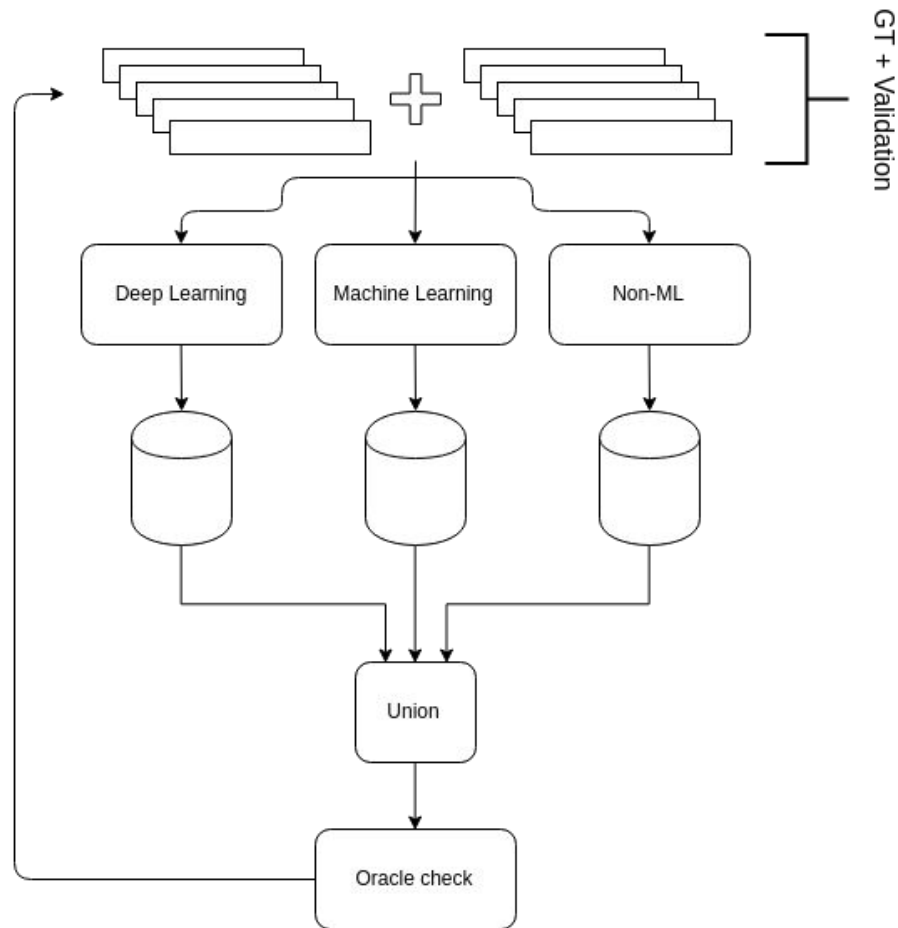 GT + Validation
Deep Learning
Machine Learning
Non-ML
Union
Oracle check